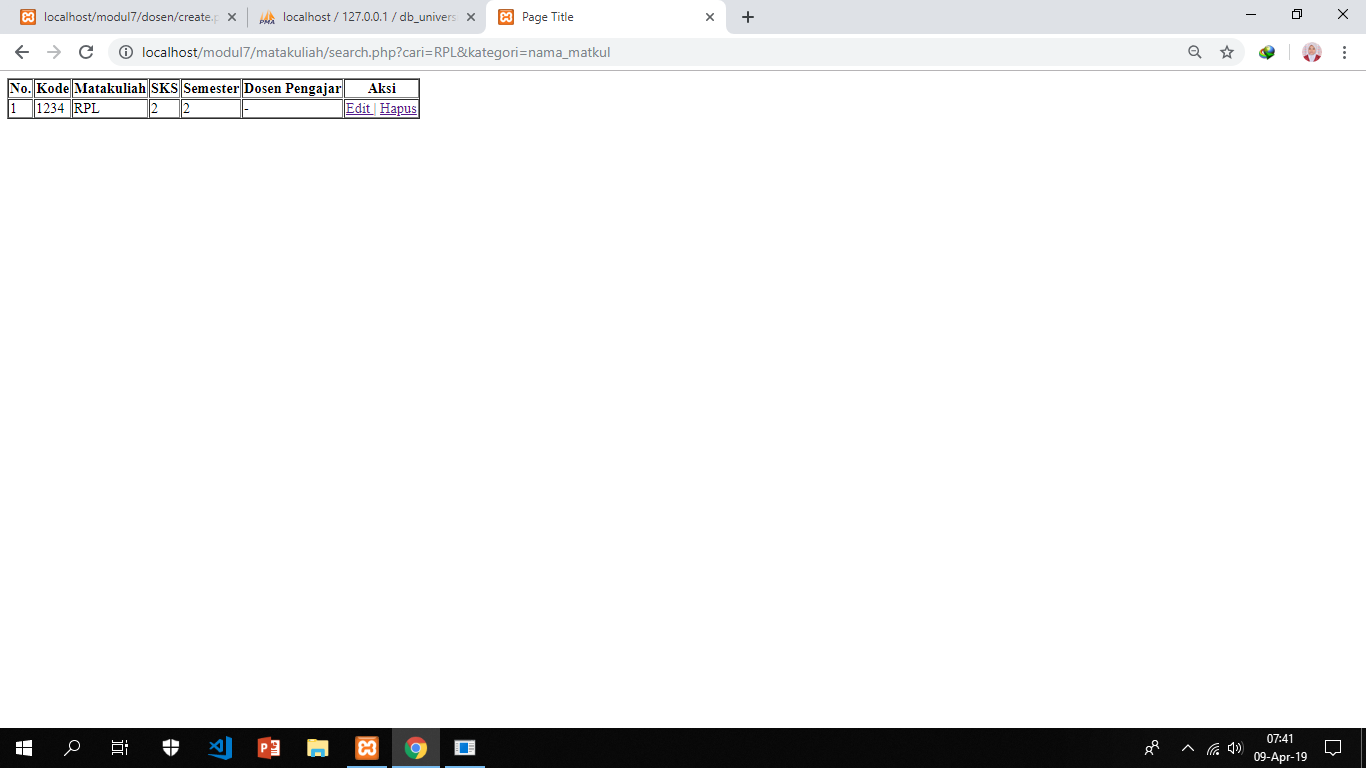 localhost/modul7/dosen/create.p
localhost / 127.0.0.1 / db_univers
Page Title
localhost/modul7/matakuliah/search.php?cari=RPL&kategori=nama_matkul
No. Kode Matakuliah SKS Semester Dosen Pengajar Aksi
1 1234 RPL 2 2 - Edit | Hapus
07:41
09-Apr-19